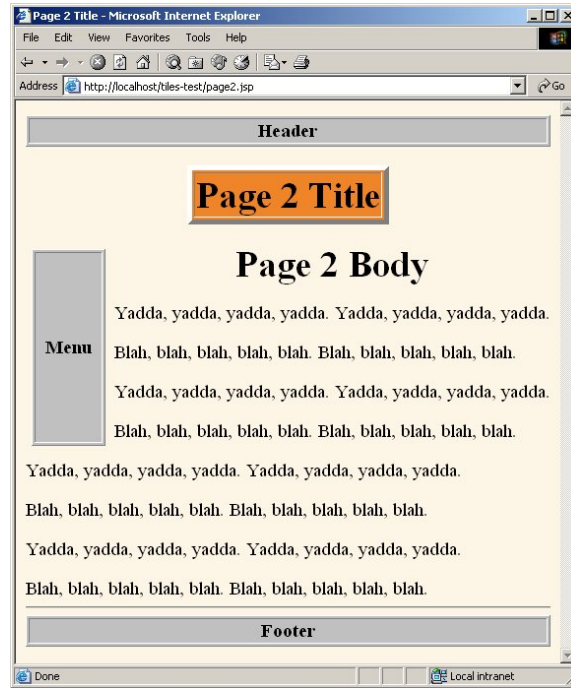 Page 2 Title - Microsoft Internet Explorer
File Edit View Favorites Tools Help
Address http://localhost/tiles-test/page2.jsp Go
Header
Page 2 Title
Page 2 Body
Yadda, yadda, yadda, yadda. Yadda, yadda, yadda, yadda.
Blah, blah, blah, blah, blah. Blah, blah, blah, blah, blah.
Menu
Yadda, yadda, yadda, yadda. Yadda, yadda, yadda, yadda.
Blah, blah, blah, blah, blah. Blah, blah, blah, blah, blah.
Yadda, yadda, yadda, yadda. Yadda, yadda, yadda, yadda.
Blah, blah, blah, blah, blah. Blah, blah, blah, blah, blah.
Yadda, yadda, yadda, yadda. Yadda, yadda, yadda, yadda.
Blah, blah, blah, blah, blah. Blah, blah, blah, blah, blah.
Footer
Done Local intranet